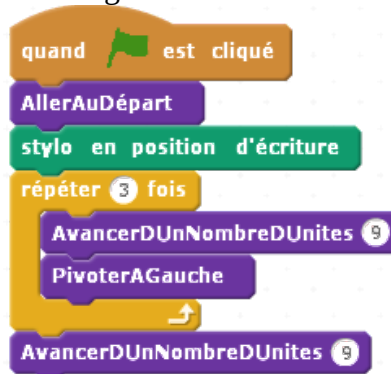 quand est cliqué
AllerAuDépart
stylo en position d'écriture
répéter 3 fois
AvancerDUnNombreDUnites 9
PivoterAGauche
AvancerDUnNombreDUnites 9